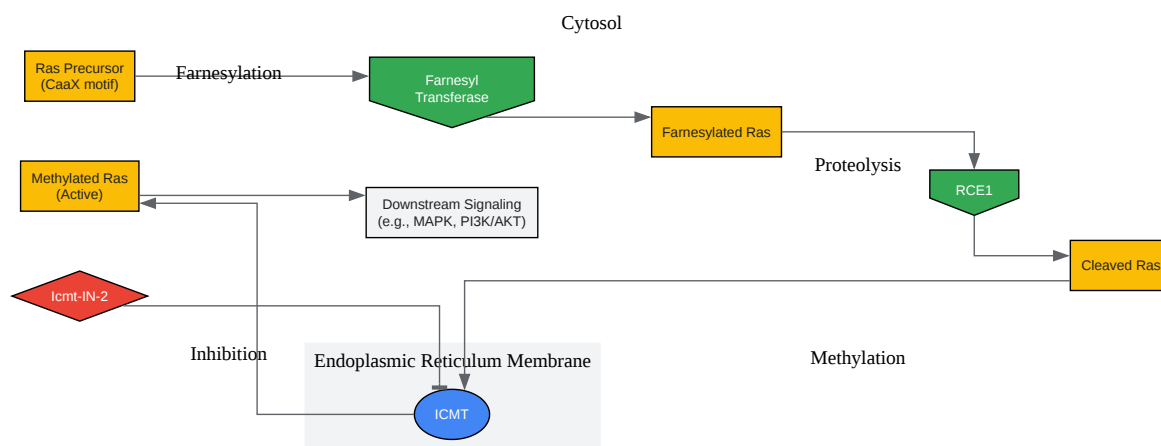 Cytosol
Ras Precursor
(CaaX motif)
Farnesylation
Farnesyl
Transferase
Farnesylated Ras
Proteolysis
Methylated Ras
(Active)
Downstream Signaling
(e.g., MAPK, PI3K/AKT)
RCE1
Cleaved Ras
Icmt-IN-2
Inhibition
Endoplasmic Reticulum Membrane
Methylation
ICMT